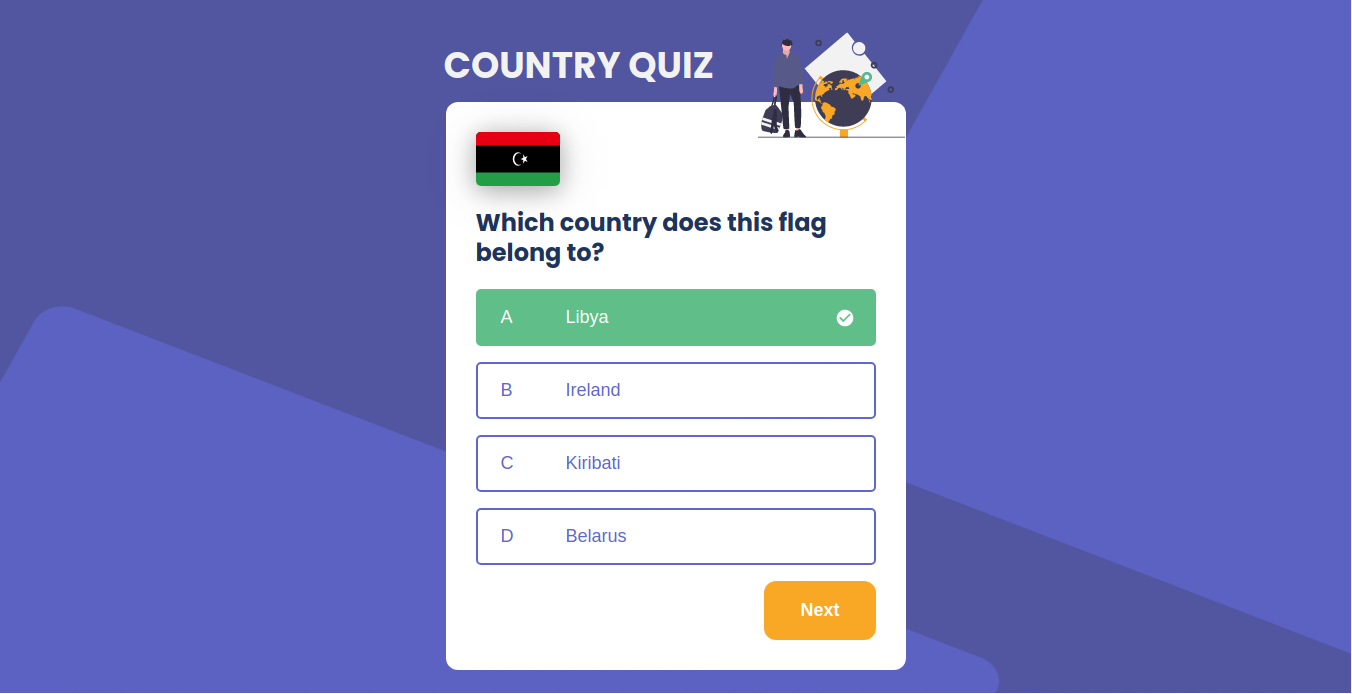 COUNTRY QUIZ
Which country does this flag
belong to?
A Libya
B Ireland
C Kiribati
D Belarus
Next